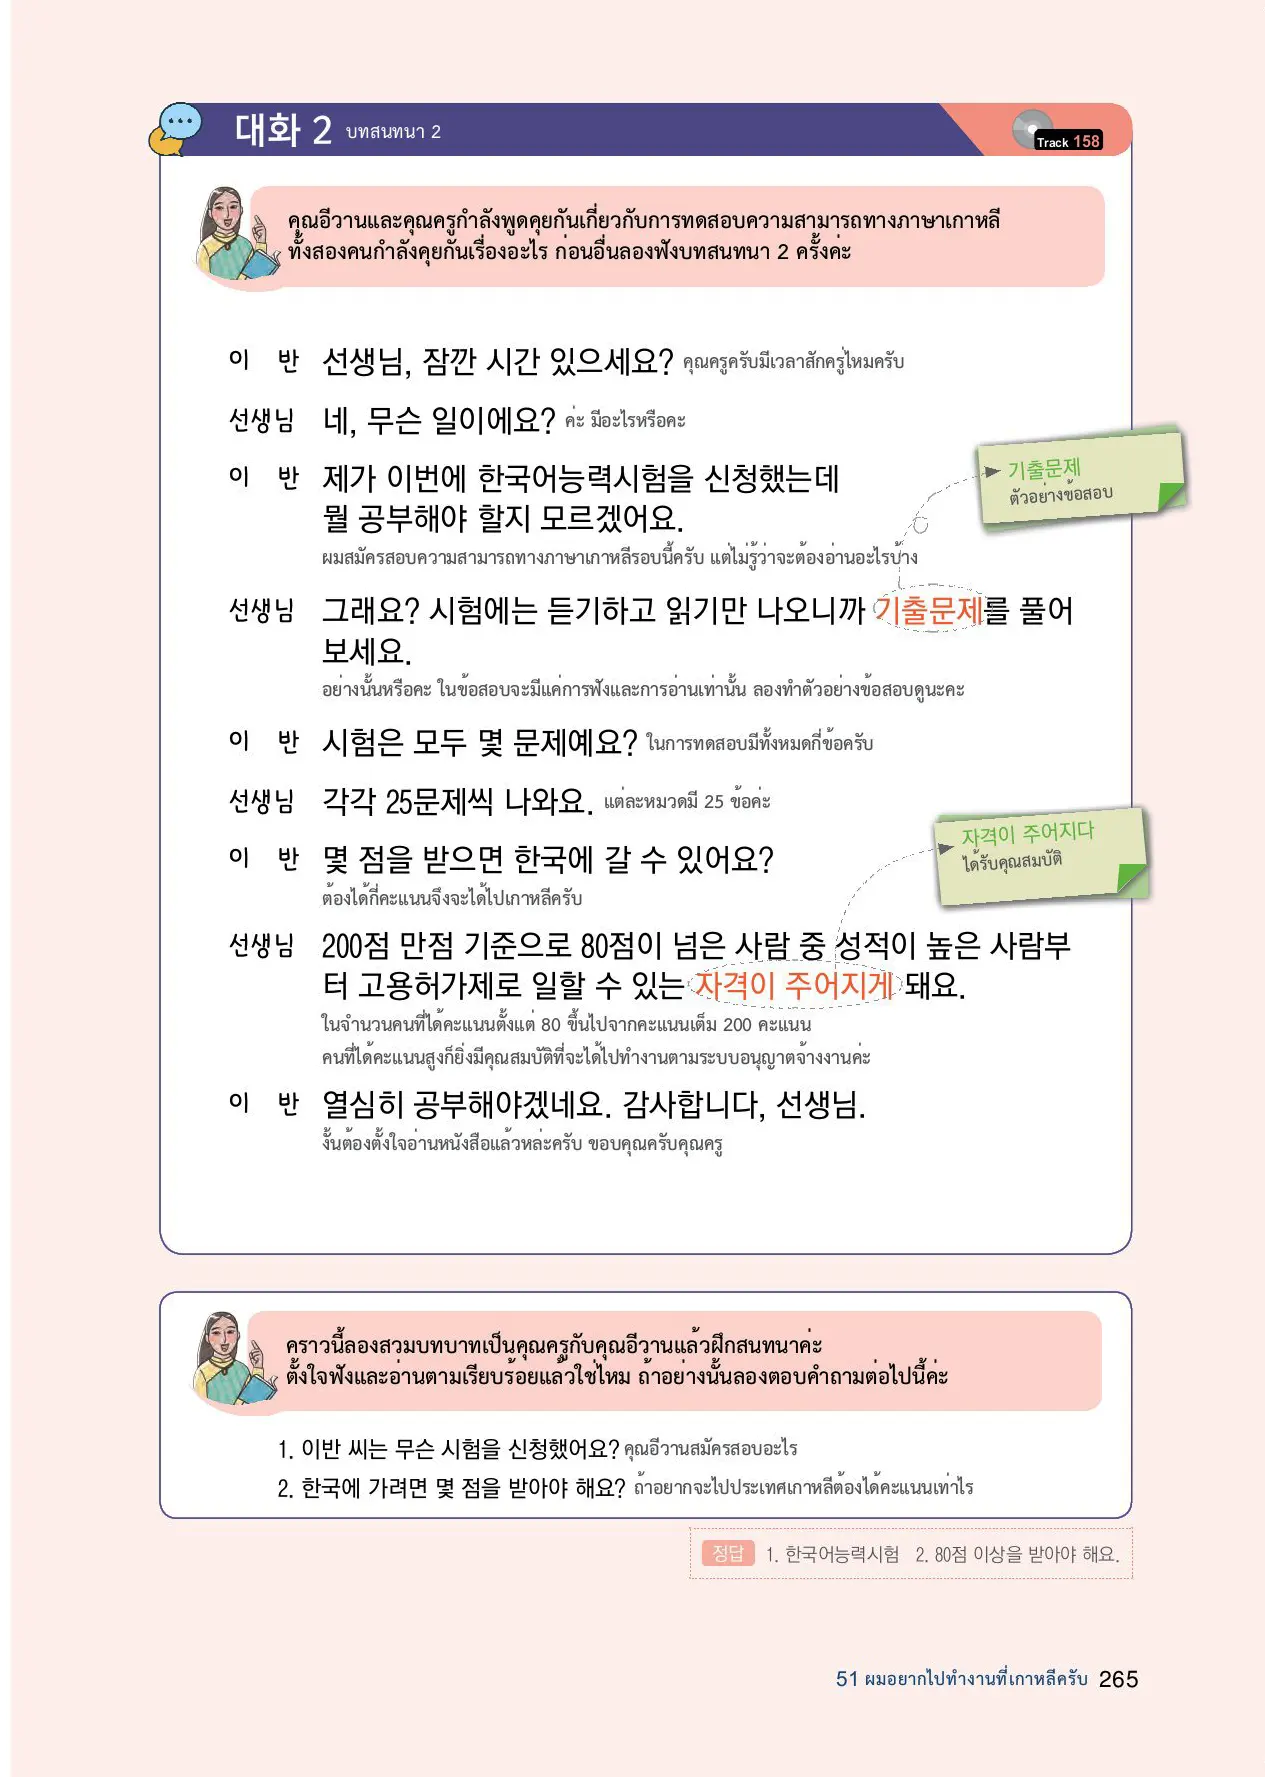 대화 2 บทสนทนา 2
Track 158
คุณอีวานและคุณครูกำลังพูดคุยกันเกี่ยวกับการทดสอบความสามารถทางภาษาเกาหลี
ทั้งสองคนกำลังคุยกันเรื่องอะไร ก่อนอื่นลองฟังบทสนทนา 2 ครั้งค่ะ
이 반 선생님, 잠깐 시간 있으세요? คุณครูครับมีเวลาสักครู่ไหมครับ
선생님 네, 무슨 일이에요? ค่ะ มีอะไรหรือคะ
이 반 제가 이번에 한국어능력시험을 신청했는데
뭘 공부해야 할지 모르겠어요.
ผมสมัครสอบความสามารถทางภาษาเกาหลีรอบนี้ครับ แต่ไม่รู้ว่าจะต้องอ่านอะไรบ้าง
기출문제
ตัวอย่างข้อสอบ
선생님 그래요? 시험에는 듣기하고 읽기만 나오니까 기출문제를 풀어
보세요.
อย่างนั้นหรือคะ ในข้อสอบจะมีแค่การฟังและการอ่านเท่านั้น ลองทำตัวอย่างข้อสอบดูนะคะ
이 반 시험은 모두 몇 문제예요? ในการทดสอบมีทั้งหมดกี่ข้อครับ
선생님 각각 25문제씩 나와요. แต่ละหมวดมี 25 ข้อค่ะ
이 반 몇 점을 받으면 한국에 갈 수 있어요?
ต้องได้กี่คะแนนจึงจะได้ไปเกาหลีครับ
자격이 주어지다
ได้รับคุณสมบัติ
선생님 200점 만점 기준으로 80점이 넘은 사람 중 성적이 높은 사람부
터 고용허가제로 일할 수 있는 자격이 주어지게 돼요.
ในจำนวนคนที่ได้คะแนนตั้งแต่ 80 ขึ้นไปจากคะแนนเต็ม 200 คะแนน
คนที่ได้คะแนนสูงก็ยิ่งมีคุณสมบัติที่จะได้ไปทำงานตามระบบอนุญาตจ้างงานค่ะ
이 반 열심히 공부해야겠네요. 감사합니다, 선생님.
งั้นต้องตั้งใจอ่านหนังสือแล้วหล่ะครับ ขอบคุณครับคุณครู
คราวนี้ลองสวมบทบาทเป็นคุณครูกับคุณอีวานแล้วฝึกสนทนาค่ะ
ตั้งใจฟังและอ่านตามเรียบร้อยแล้วใช่ไหม ถ้าอย่างนั้นลองตอบคำถามต่อไปนี้ค่ะ
1. 이반 씨는 무슨 시험을 신청했어요? คุณอีวานสมัครสอบอะไร
2. 한국에 가려면 몇 점을 받아야 해요? ถ้าอยากจะไปประเทศเกาหลีต้องได้คะแนนเท่าไร
정답 1. 한국어능력시험 2. 80점 이상을 받아야 해요.
51 ผมอยากไปทำงานที่เกาหลีครับ 265